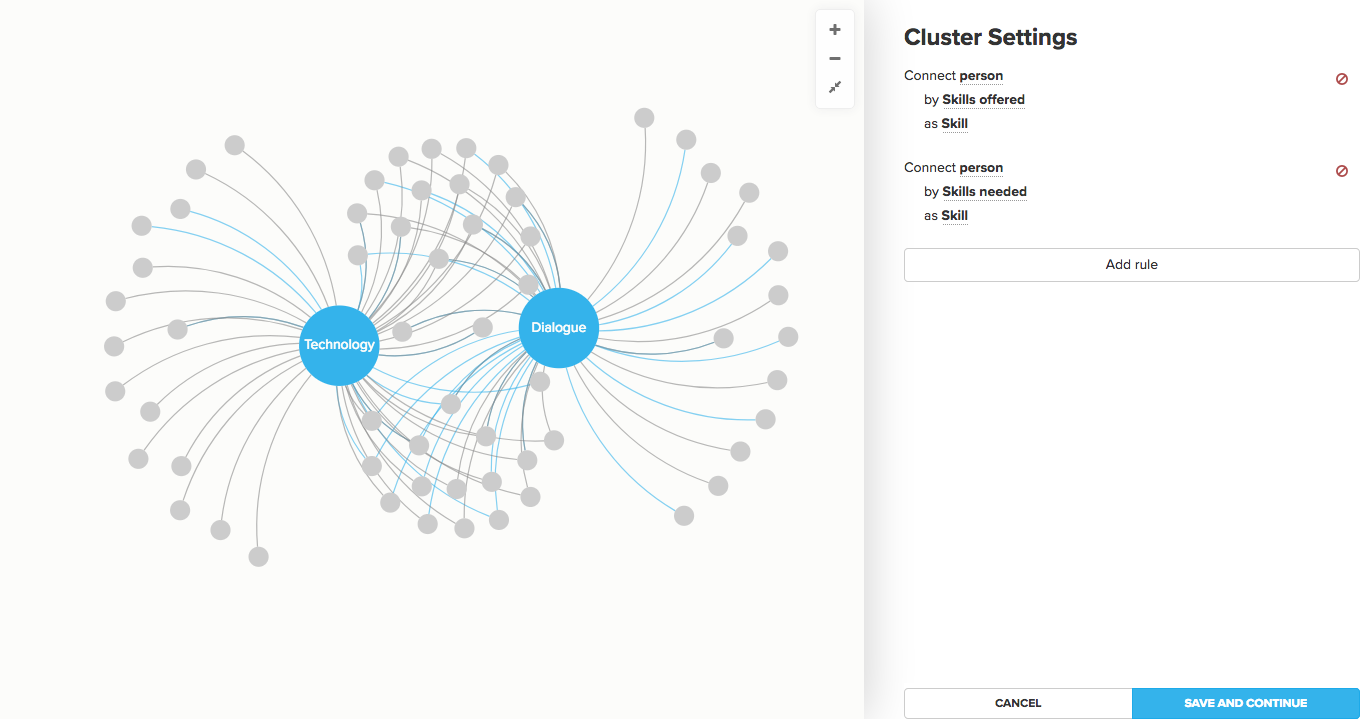 Technology
Dialogue
Cluster Settings
Connect person
by Skills offered
as Skill
Connect person
by Skills needed
as Skill
Add rule
CANCEL
SAVE AND CONTINUE